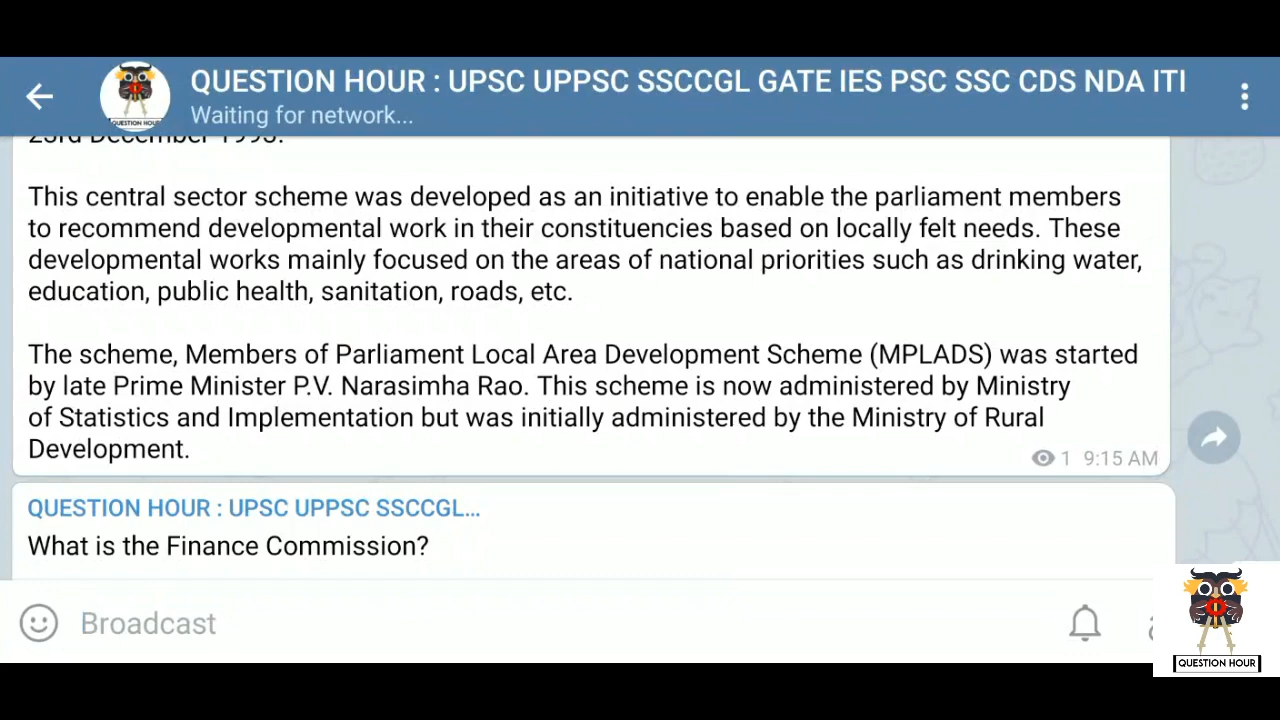 QUESTION HOUR : UPSC UPPSC SSCCGL GATE IES PSC SSC CDS NDA ITI
Waiting for network...
23rd December 1993.
This central sector scheme was developed as an initiative to enable the parliament members
to recommend developmental work in their constituencies based on locally felt needs. These
developmental works mainly focused on the areas of national priorities such as drinking water,
education, public health, sanitation, roads, etc.
The scheme, Members of Parliament Local Area Development Scheme (MPLADS) was started
by late Prime Minister P.V. Narasimha Rao. This scheme is now administered by Ministry
of Statistics and Implementation but was initially administered by the Ministry of Rural
Development.
1 9:15 AM
QUESTION HOUR : UPSC UPPSC SSCCGL...
What is the Finance Commission?
Broadcast
QUESTION HOUR